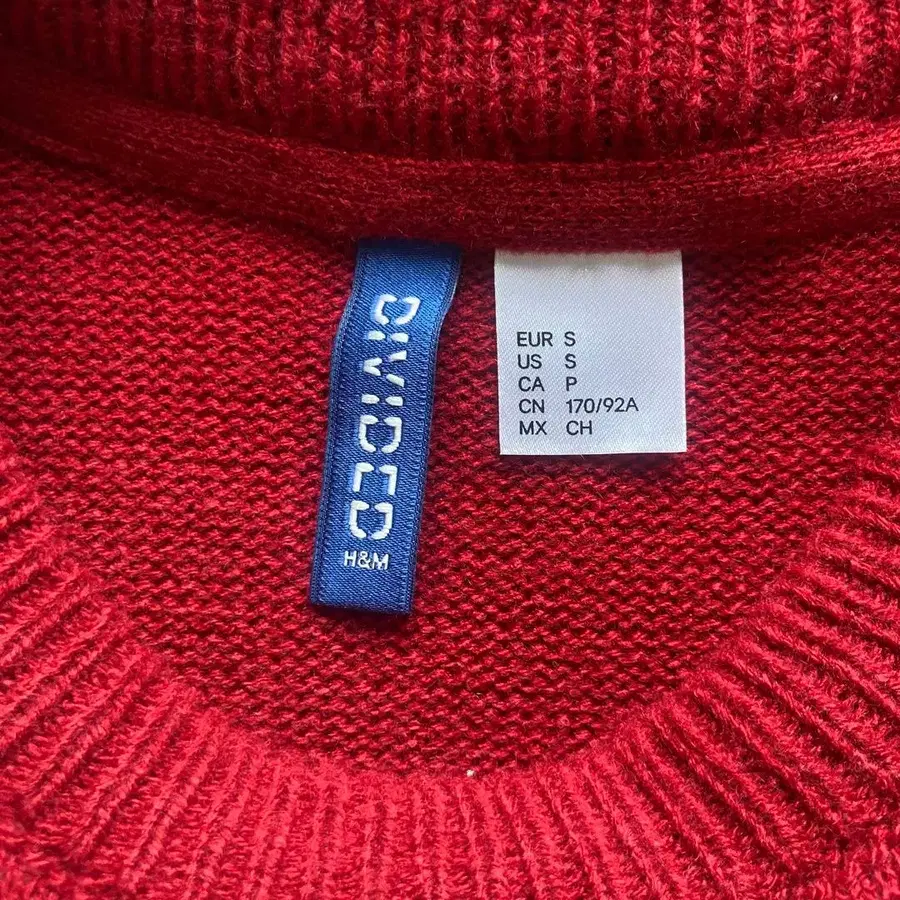 DIVIDED
H&M
EUR S
US S
CA P
CN 170/92A
MX CH